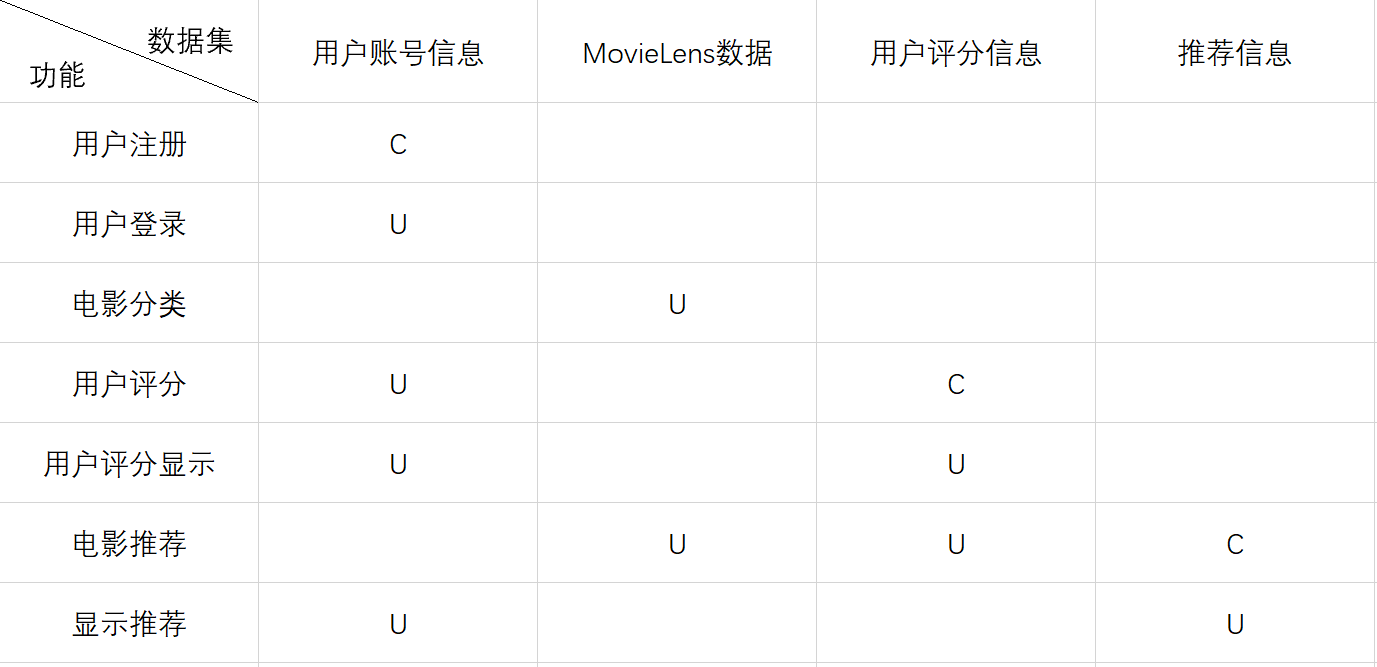 数据集
功能
用户账号信息 MovieLens数据 用户评分信息 推荐信息
用户注册 C
用户登录 U
电影分类 U
用户评分 U C
用户评分显示 U U
电影推荐 U U C
显示推荐 U U